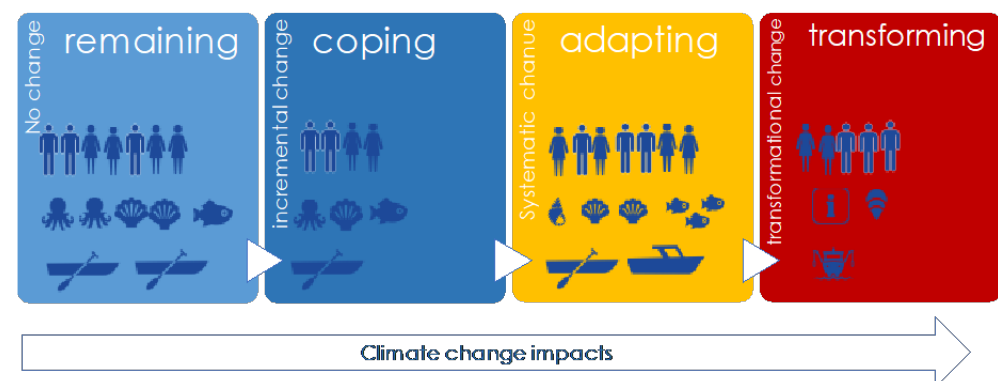 No change
remaining
incremental change
coping
Systematic chanue
adapting
transformational change
transforming
Climate change impacts